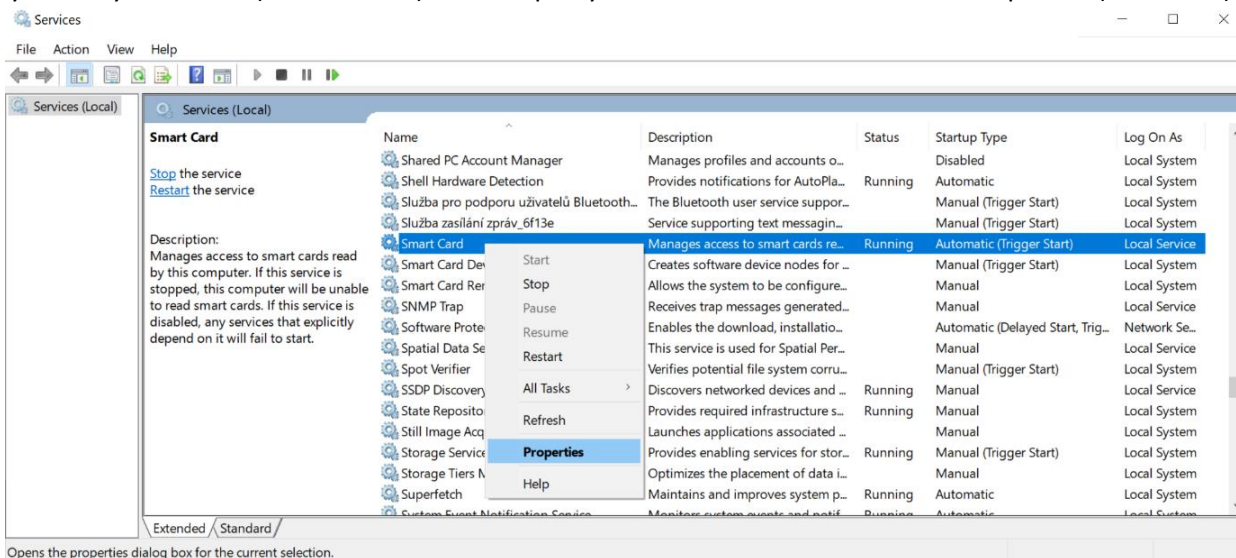 Services
File Action View Help
Services (Local)
Services (Local)
Smart Card
Stop the service
Restart the service
Description:
Manages access to smart cards read
by this computer. If this service is
stopped, this computer will be unable
to read smart cards. If this service is
disabled, any services that explicitly
depend on it will fail to start.
Name Description Status Startup Type Log On As
Shared PC Account Manager Manages profiles and accounts o... Disabled Local System
Shell Hardware Detection Provides notifications for AutoPla... Running Automatic Local System
Služba pro podporu uživatelů Bluetooth... The Bluetooth user service suppor... Manual (Trigger Start) Local System
Služba zasílání zpráv_6f13e Service supporting text messagin... Manual (Trigger Start) Local System
Smart Card Manages access to smart cards re... Running Automatic (Trigger Start) Local Service
Smart Card Dev Creates software device nodes for ... Manual (Trigger Start) Local System
Smart Card Rer Allows the system to be configure... Manual Local System
SNMP Trap Receives trap messages generated... Manual Local Service
Software Prote Enables the download, installatio... Automatic (Delayed Start, Trig... Network Se...
Spatial Data Se This service is used for Spatial Per... Manual Local Service
Spot Verifier Verifies potential file system corru... Manual (Trigger Start) Local System
SSDP Discovery Discovers networked devices and ... Running Manual Local Service
State Reposito Provides required infrastructure s... Running Manual Local System
Still Image Acq Launches applications associated ... Manual Local System
Storage Service Provides enabling services for stor... Running Manual (Trigger Start) Local System
Storage Tiers M Optimizes the placement of data i... Manual Local System
Superfetch Maintains and improves system p... Running Automatic Local System
System Event Notification Service Monitors system events and notif... Running Automatic Local System
Start
Stop
Pause
Resume
Restart
All Tasks
Refresh
Properties
Help
Extended Standard
Opens the properties dialog box for the current selection.